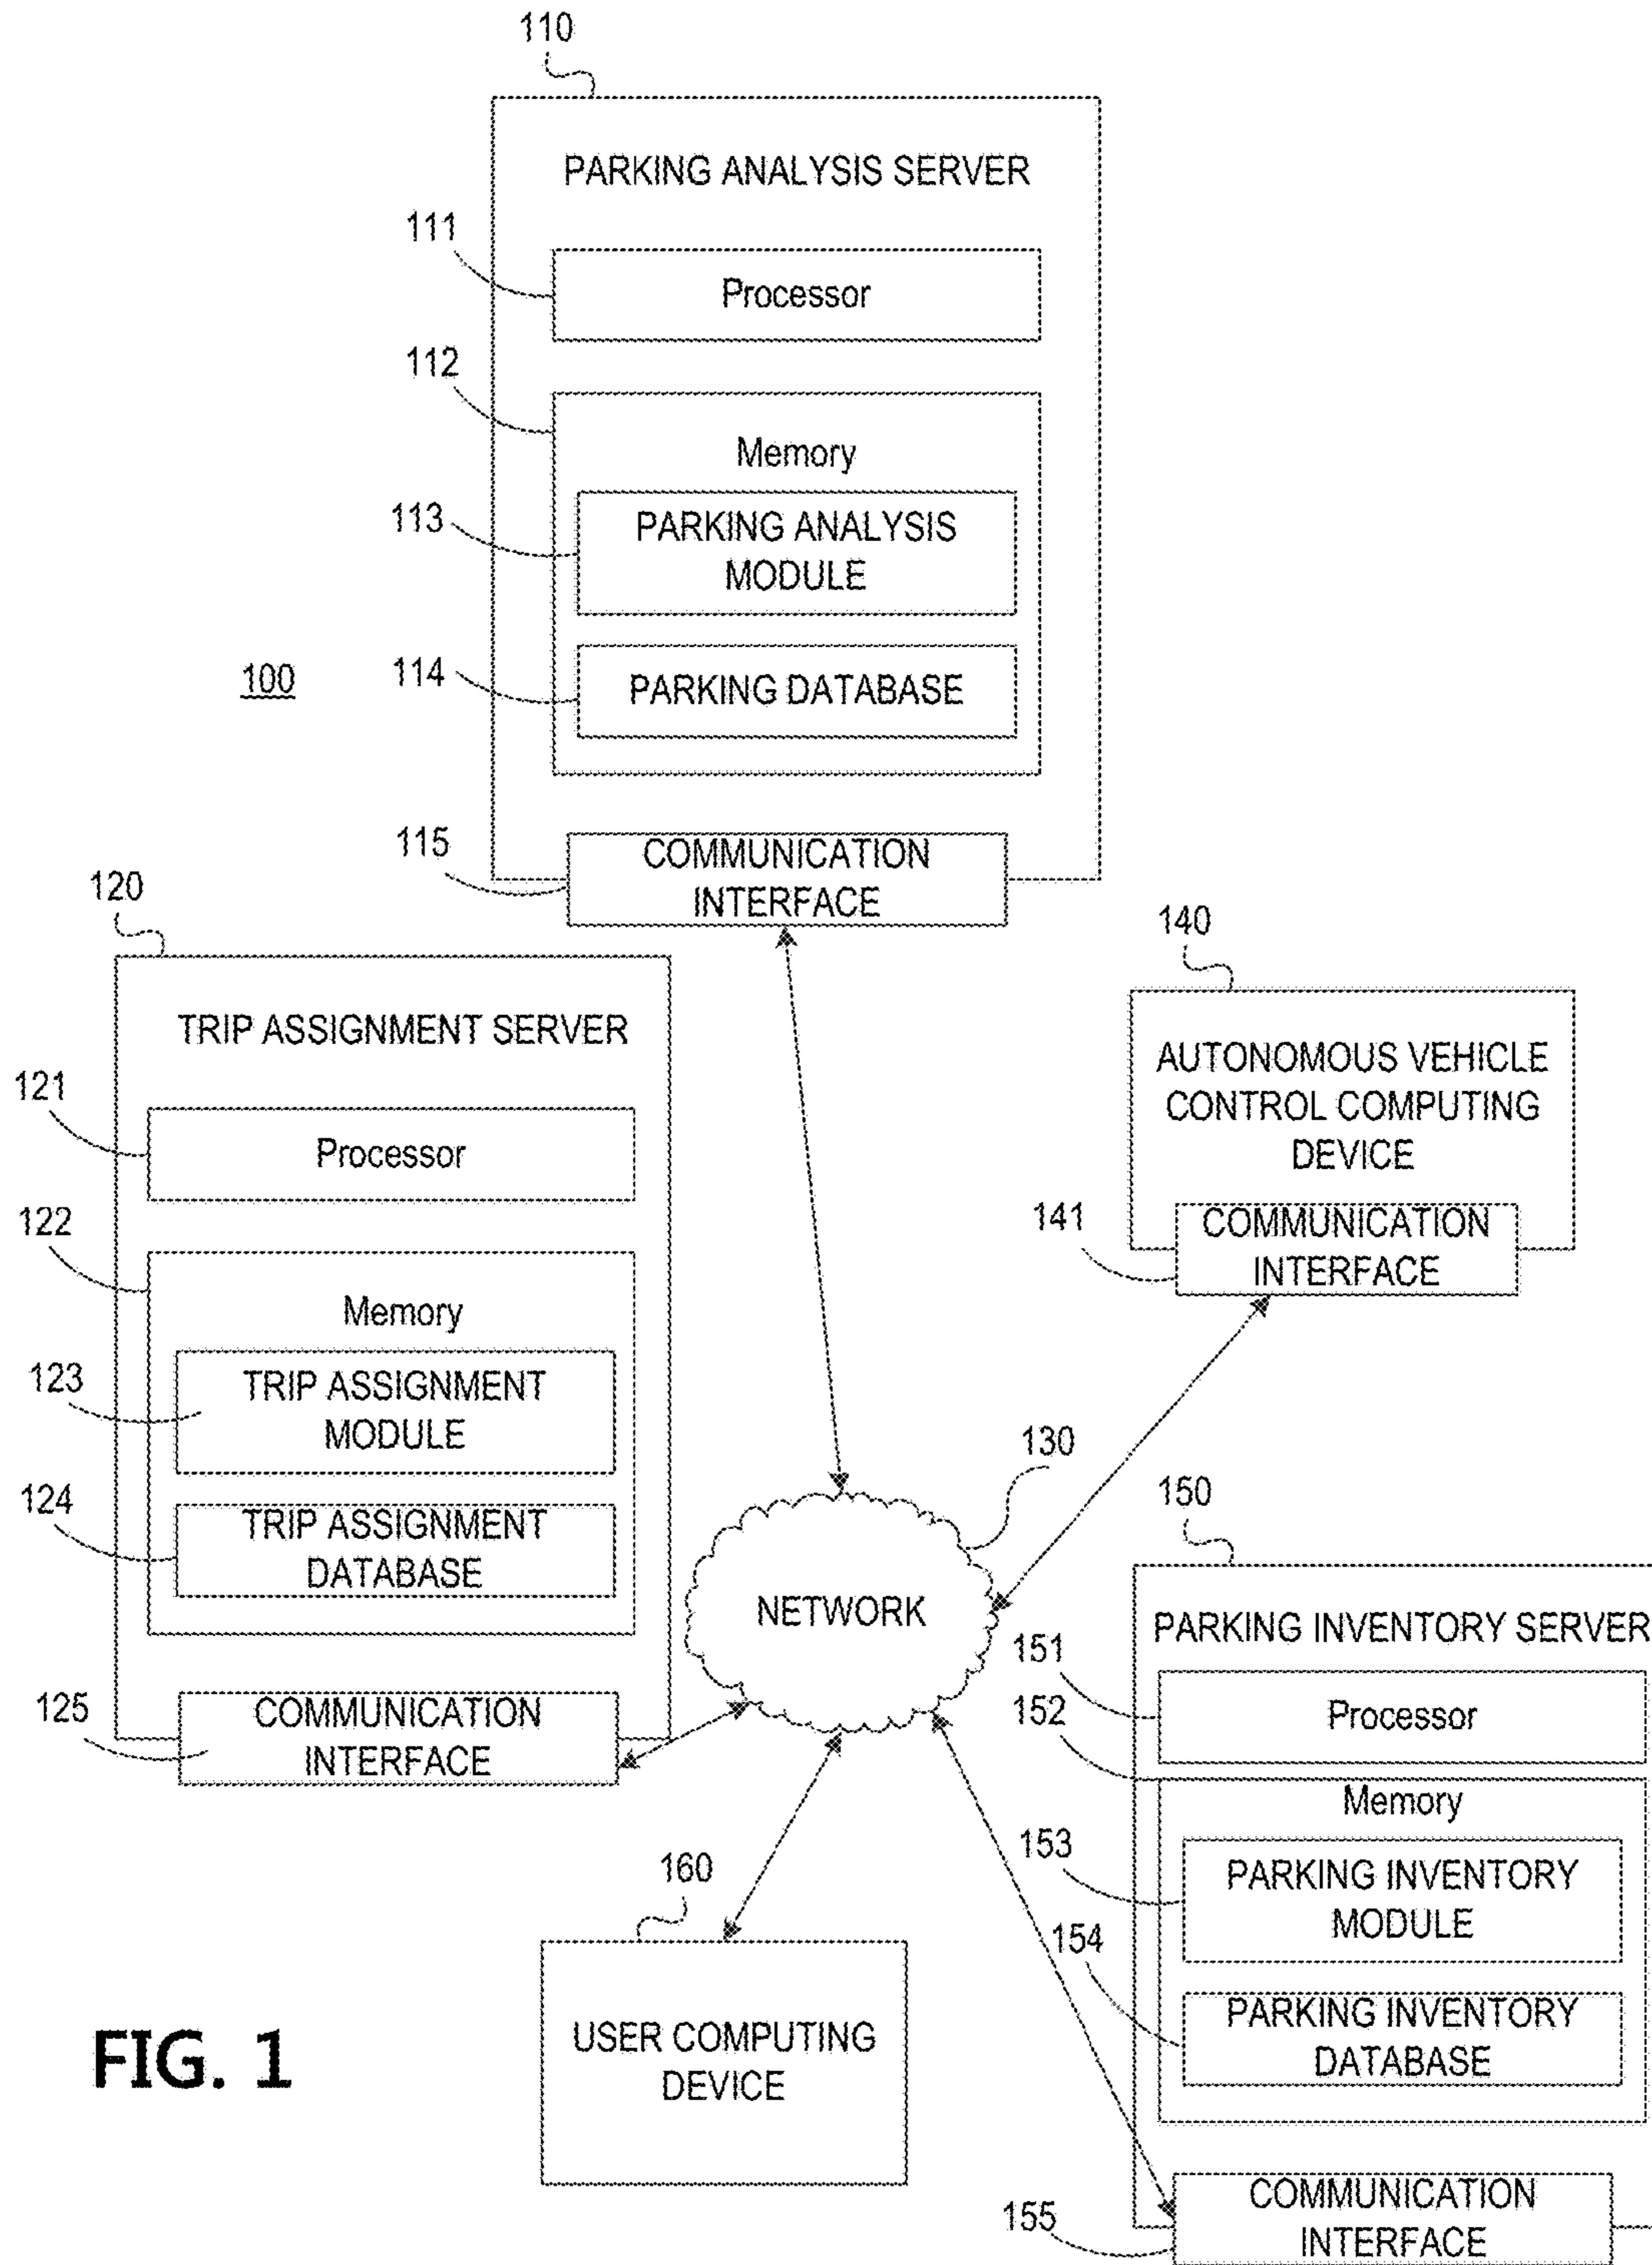 110
PARKING ANALYSIS SERVER
111
Processor
112
Memory
113
PARKING ANALYSIS
MODULE
114
PARKING DATABASE
100
115
COMMUNICATION
INTERFACE
120
TRIP ASSIGNMENT SERVER
121
Processor
122
Memory
123
TRIP ASSIGNMENT
MODULE
124
TRIP ASSIGNMENT
DATABASE
125
COMMUNICATION
INTERFACE
140
AUTONOMOUS VEHICLE
CONTROL COMPUTING
DEVICE
141
COMMUNICATION
INTERFACE
130
NETWORK
150
PARKING INVENTORY SERVER
151
Processor
152
Memory
153
PARKING INVENTORY
MODULE
154
PARKING INVENTORY
DATABASE
155
COMMUNICATION
INTERFACE
160
USER COMPUTING
DEVICE
FIG. 1